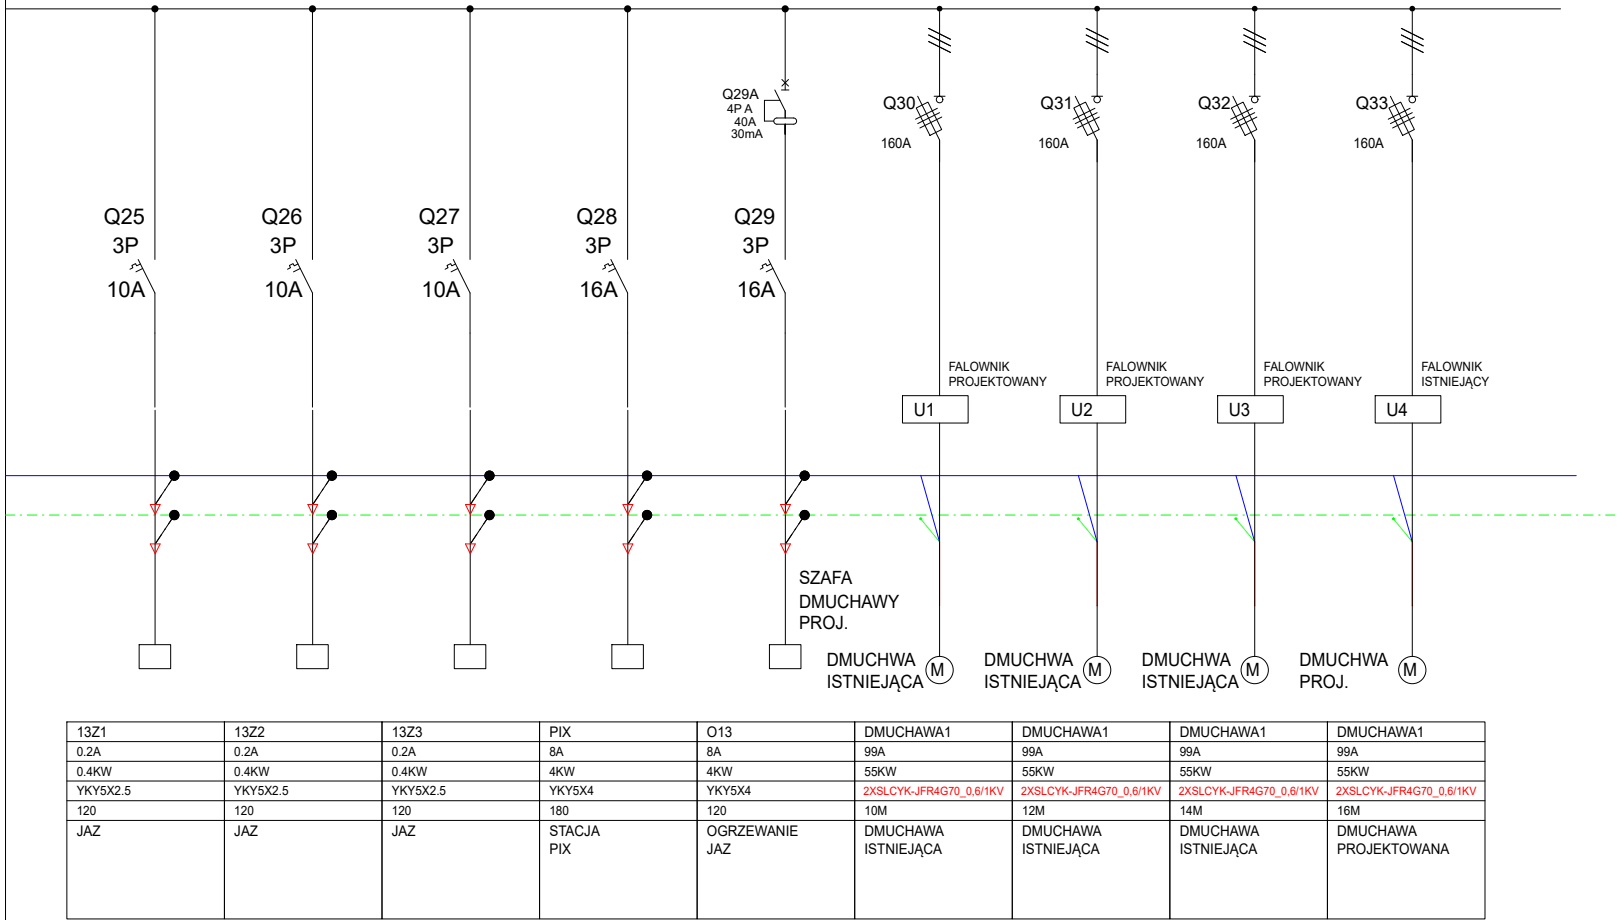 Q29A
4P A
40A
30mA
Q30
160A
Q31
160A
Q32
160A
Q33
160A
Q25
3P
10A
Q26
3P
10A
Q27
3P
10A
Q28
3P
16A
Q29
3P
16A
FALOWNIK
PROJEKTOWANY
U1
FALOWNIK
PROJEKTOWANY
U2
FALOWNIK
PROJEKTOWANY
U3
FALOWNIK
ISTNIEJĄCY
U4
SZAFA
DMUCHAWY
PROJ.
DMUCHWA
ISTNIEJĄCA
M
DMUCHWA
ISTNIEJĄCA
M
DMUCHWA
ISTNIEJĄCA
M
DMUCHWA
PROJ.
M
13Z1 13Z2 13Z3 PIX O13 DMUCHAWA1 DMUCHAWA1 DMUCHAWA1 DMUCHAWA1
0.2A 0.2A 0.2A 8A 8A 99A 99A 99A 99A
0.4KW 0.4KW 0.4KW 4KW 4KW 55KW 55KW 55KW 55KW
YKY5X2.5 YKY5X2.5 YKY5X2.5 YKY5X4 YKY5X4 2XSLCYK-JFR4G70_0,6/1KV 2XSLCYK-JFR4G70_0,6/1KV 2XSLCYK-JFR4G70_0,6/1KV 2XSLCYK-JFR4G70_0,6/1KV
120 120 120 180 120 10M 12M 14M 16M
JAZ JAZ JAZ STACJA OGRZEWANIE DMUCHAWA DMUCHAWA DMUCHAWA DMUCHAWA
PIX JAZ ISTNIEJĄCA ISTNIEJĄCA ISTNIEJĄCA PROJEKTOWANA